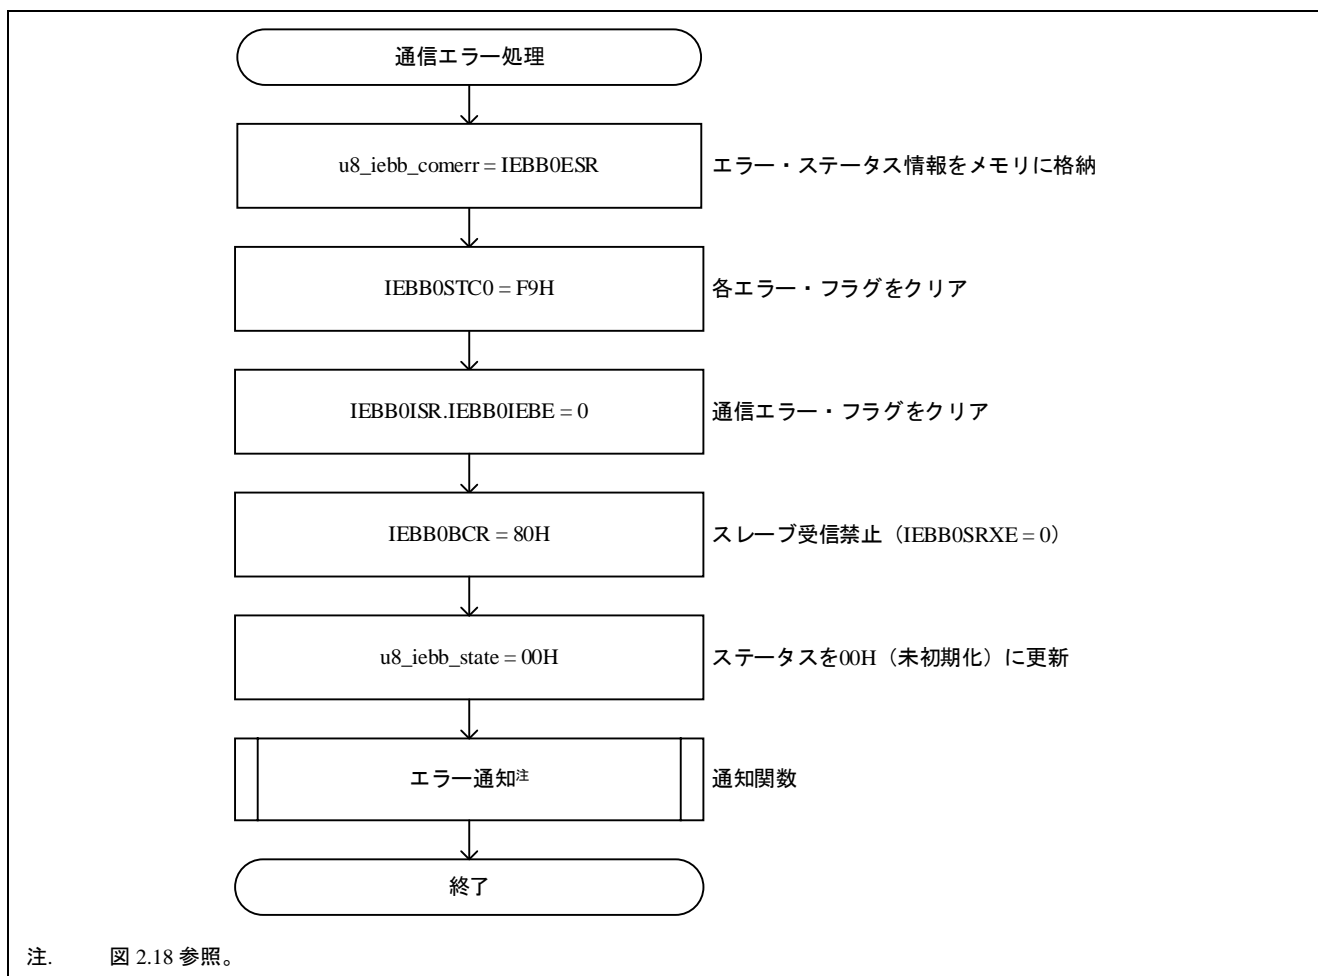 通信エラー処理
u8_iebb_comerr = IEBB0ESR エラー・ステータス情報をメモリに格納
IEBB0STC0 = F9H 各エラー・フラグをクリア
IEBB0ISR.IEBB0IEBE = 0 通信エラー・フラグをクリア
IEBB0BCR = 80H スレーブ受信禁止（IEBB0SRXE = 0）
u8_iebb_state = 00H ステータスを00H（未初期化）に更新
エラー通知注 通知関数
終了
注. 図 2.18 参照。